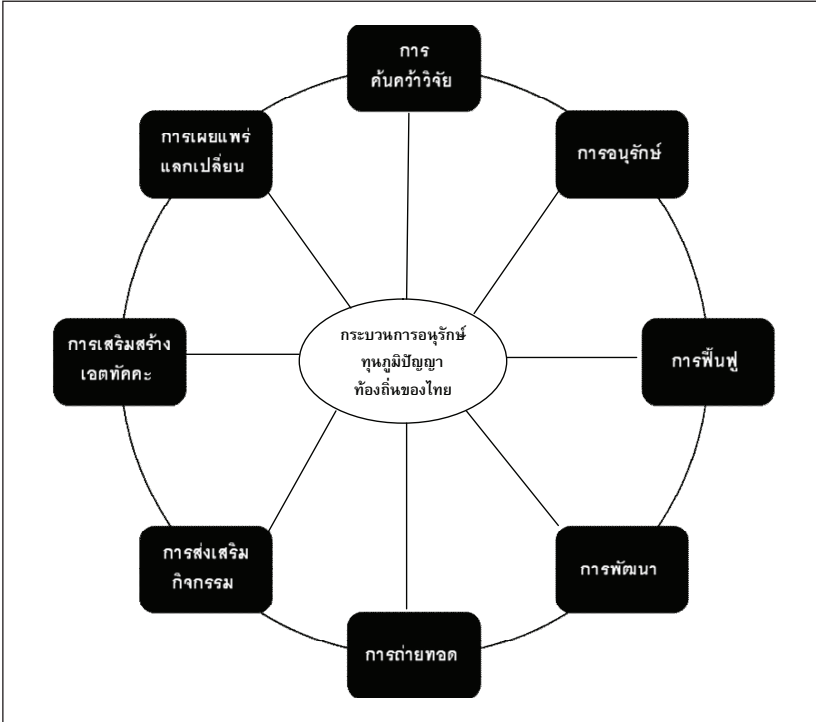 การ
ค้นคว้าวิจัย
การอนุรักษ์
การฟื้นฟู
การพัฒนา
การถ่ายทอด
การส่งเสริม
กิจกรรม
การเสริมสร้าง
เอตทัคคะ
การเผยแพร่
แลกเปลี่ยน
กระบวนการอนุรักษ์
ทุนภูมิปัญญา
ท้องถิ่นของไทย